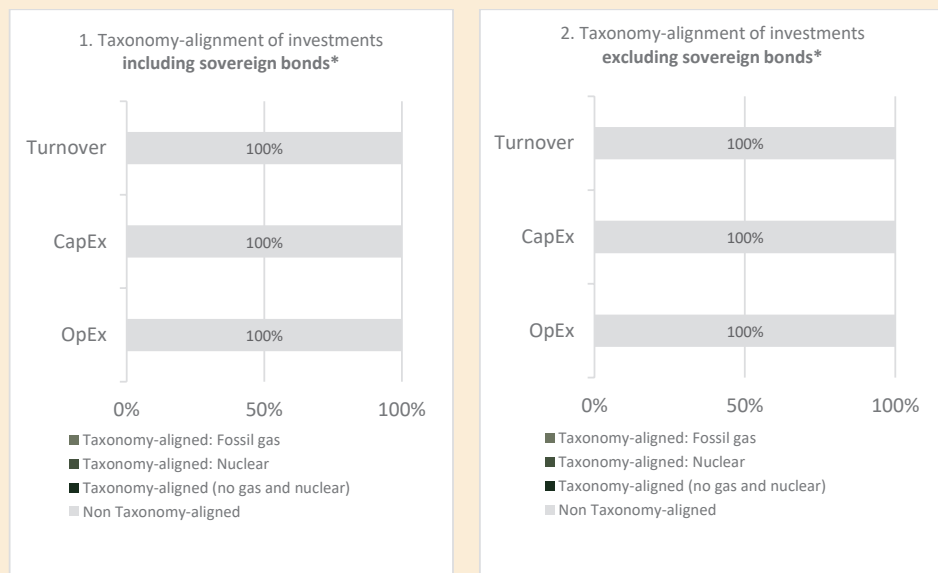 1. Taxonomy-alignment of investments
including sovereign bonds*
Turnover
100%
CapEx
100%
OpEx
100%
0%
50%
100%
Taxonomy-aligned: Fossil gas
Taxonomy-aligned: Nuclear
Taxonomy-aligned (no gas and nuclear)
Non Taxonomy-aligned
2. Taxonomy-alignment of investments
excluding sovereign bonds*
Turnover
100%
CapEx
100%
OpEx
100%
0%
50%
100%
Taxonomy-aligned: Fossil gas
Taxonomy-aligned: Nuclear
Taxonomy-aligned (no gas and nuclear)
Non Taxonomy-aligned